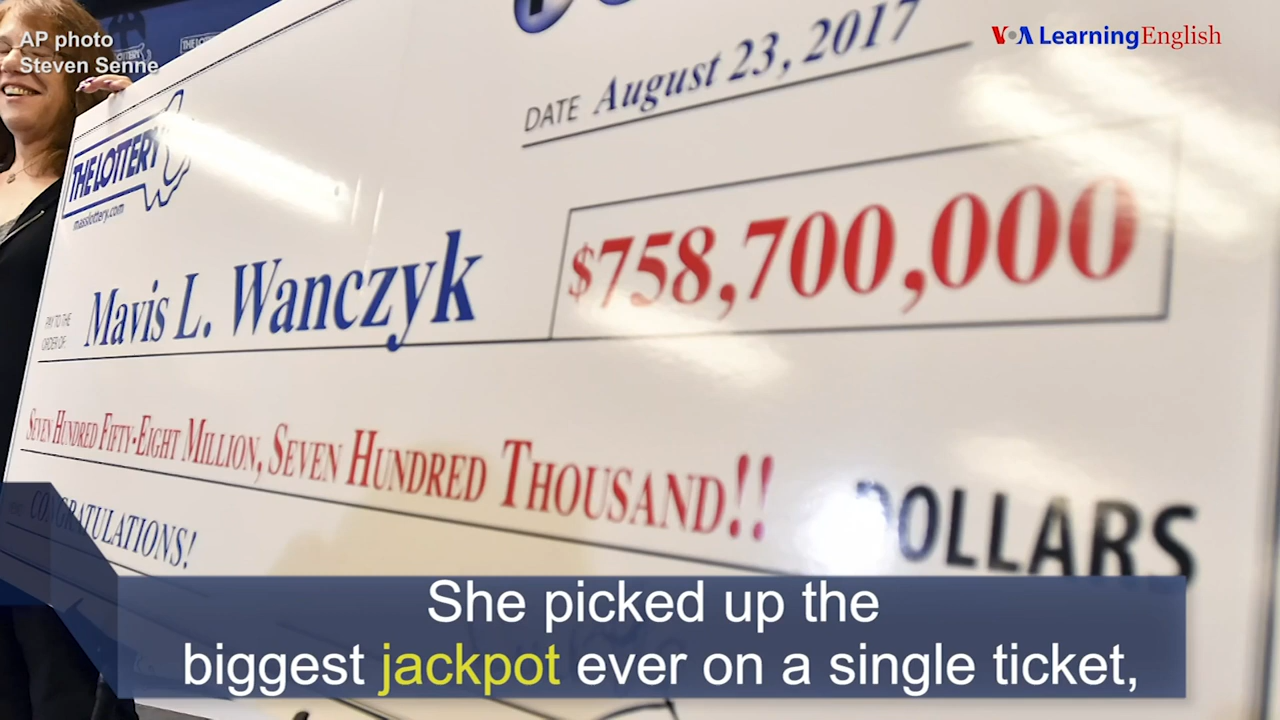 AP photo
Steven Senne
VOA Learning English
DATE August 23, 2017
THE LOTTERY
masslottery.com
PAY TO THE
ORDER OF:
Mavis L. Wanczyk
$758,700,000
SEVEN HUNDRED FIFTY-EIGHT MILLION, SEVEN HUNDRED THOUSAND!!
DOLLARS
CONGRATULATIONS!
She picked up the
biggest jackpot ever on a single ticket,